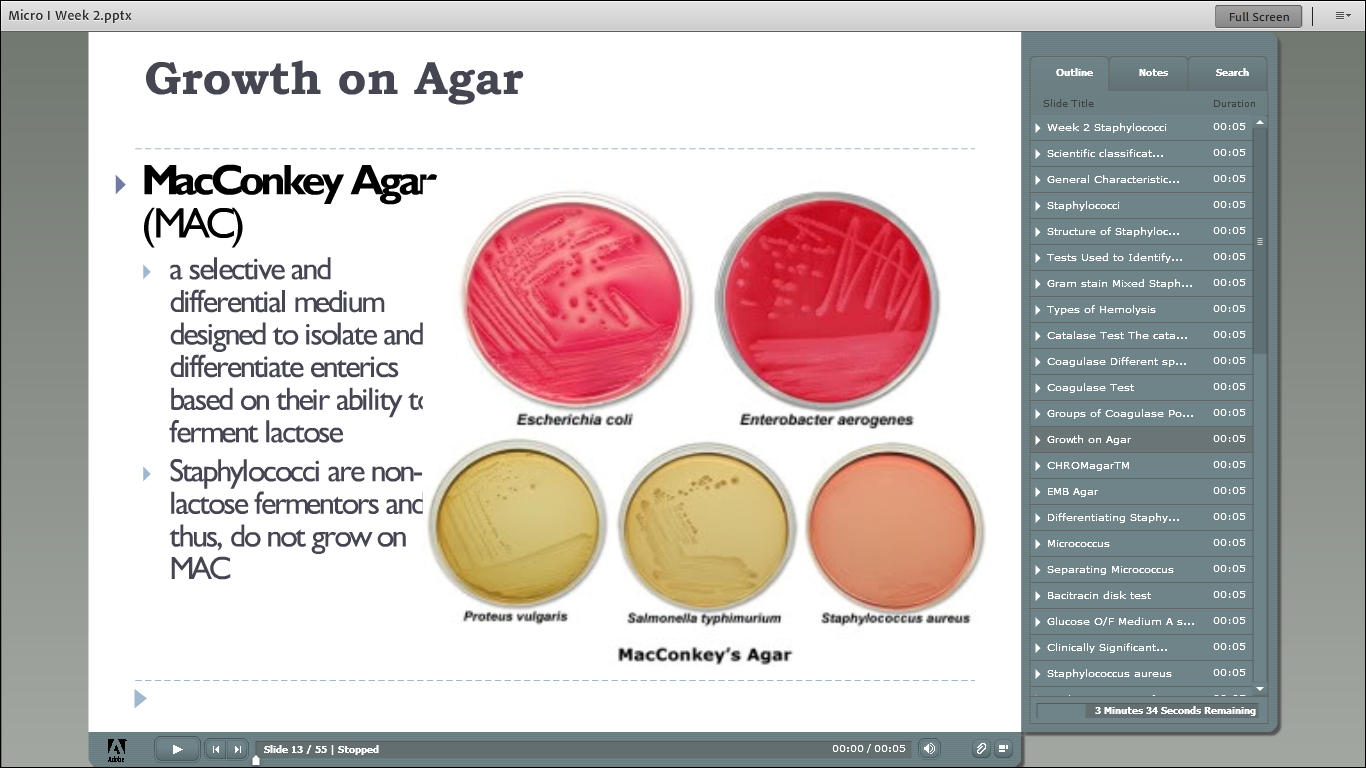 Micro I Week 2.pptx
Full Screen
Growth on Agar
MacConkey Agar
(MAC)
a selective and
differential medium
designed to isolate and
differentiate enterics
based on their ability to
ferment lactose
Staphylococci are non-
lactose fermentors and
thus, do not grow on
MAC
Escherichia coli
Enterobacter aerogenes
Proteus vulgaris
Salmonella typhimurium
Staphylococcus aureus
MacConkey's Agar
Outline Notes Search
Slide Title Duration
Week 2 Staphylococci 00:05
Scientific classificat... 00:05
General Characteristic... 00:05
Staphylococci 00:05
Structure of Staphyloc... 00:05
Tests Used to Identify... 00:05
Gram stain Mixed Staph... 00:05
Types of Hemolysis 00:05
Catalase Test The cata... 00:05
Coagulase Different sp... 00:05
Coagulase Test 00:05
Groups of Coagulase Po... 00:05
Growth on Agar 00:05
CHROMagarTM 00:05
EMB Agar 00:05
Differentiating Staphy... 00:05
Micrococcus 00:05
Separating Micrococcus 00:05
Bacitracin disk test 00:05
Glucose O/F Medium A s... 00:05
Clinically Significant... 00:05
Staphylococcus aureus 00:05
3 Minutes 34 Seconds Remaining
Adobe
Slide 13 / 55 | Stopped
00:00 / 00:05